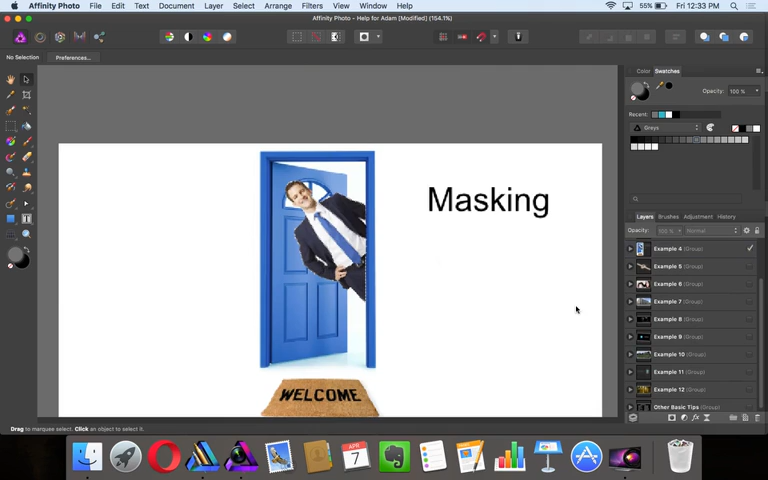 Affinity Photo File Edit Text Document Layer Select Arrange Filters View Window Help 55% Fri 12:33 PM
Affinity Photo - Help for Adam [Modified] (154.1%)
No Selection Preferences...
Color Swatches
Opacity: 100 %
Recent:
Greys
Masking
Layers Brushes Adjustment History
Opacity: 100 % Normal
Example 4 (Group)
Example 5 (Group)
Example 6 (Group)
Example 7 (Group)
Example 8 (Group)
Example 9 (Group)
Example 10 (Group)
Example 11 (Group)
Example 12 (Group)
Other Basic Tips (Group)
WELCOME
Drag to marquee select. Click an object to select it.
APR
7